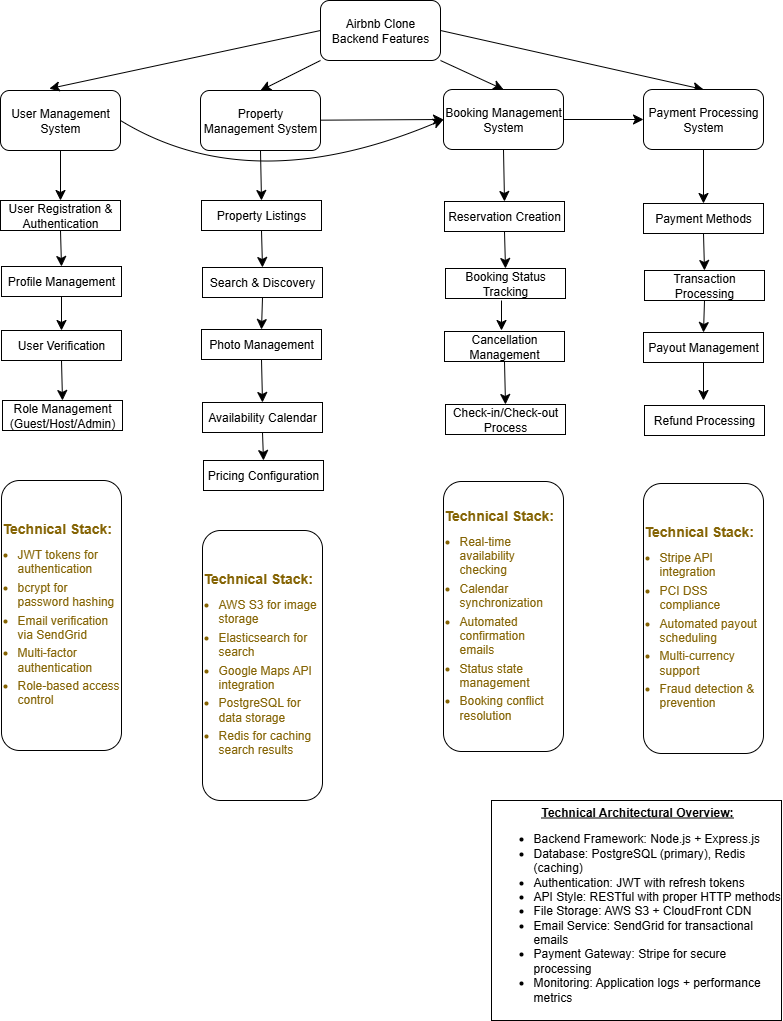 Airbnb Clone
Backend Features
User Management
System
Property
Management System
Booking Management
System
Payment Processing
System
User Registration &
Authentication
Profile Management
User Verification
Role Management
(Guest/Host/Admin)
Property Listings
Search & Discovery
Photo Management
Availability Calendar
Pricing Configuration
Reservation Creation
Booking Status
Tracking
Cancellation
Management
Check-in/Check-out
Process
Payment Methods
Transaction
Processing
Payout Management
Refund Processing
Technical Stack:
• JWT tokens for
authentication
• bcrypt for
password hashing
• Email verification
via SendGrid
• Multi-factor
authentication
• Role-based access
control
Technical Stack:
• AWS S3 for image
storage
• Elasticsearch for
search
• Google Maps API
integration
• PostgreSQL for
data storage
• Redis for caching
search results
Technical Stack:
• Real-time
availability
checking
• Calendar
synchronization
• Automated
confirmation
emails
• Status state
management
• Booking conflict
resolution
Technical Stack:
• Stripe API
integration
• PCI DSS
compliance
• Automated payout
scheduling
• Multi-currency
support
• Fraud detection &
prevention
Technical Architectural Overview:
• Backend Framework: Node.js + Express.js
• Database: PostgreSQL (primary), Redis
(caching)
• Authentication: JWT with refresh tokens
• API Style: RESTful with proper HTTP methods
• File Storage: AWS S3 + CloudFront CDN
• Email Service: SendGrid for transactional
emails
• Payment Gateway: Stripe for secure
processing
• Monitoring: Application logs + performance
metrics